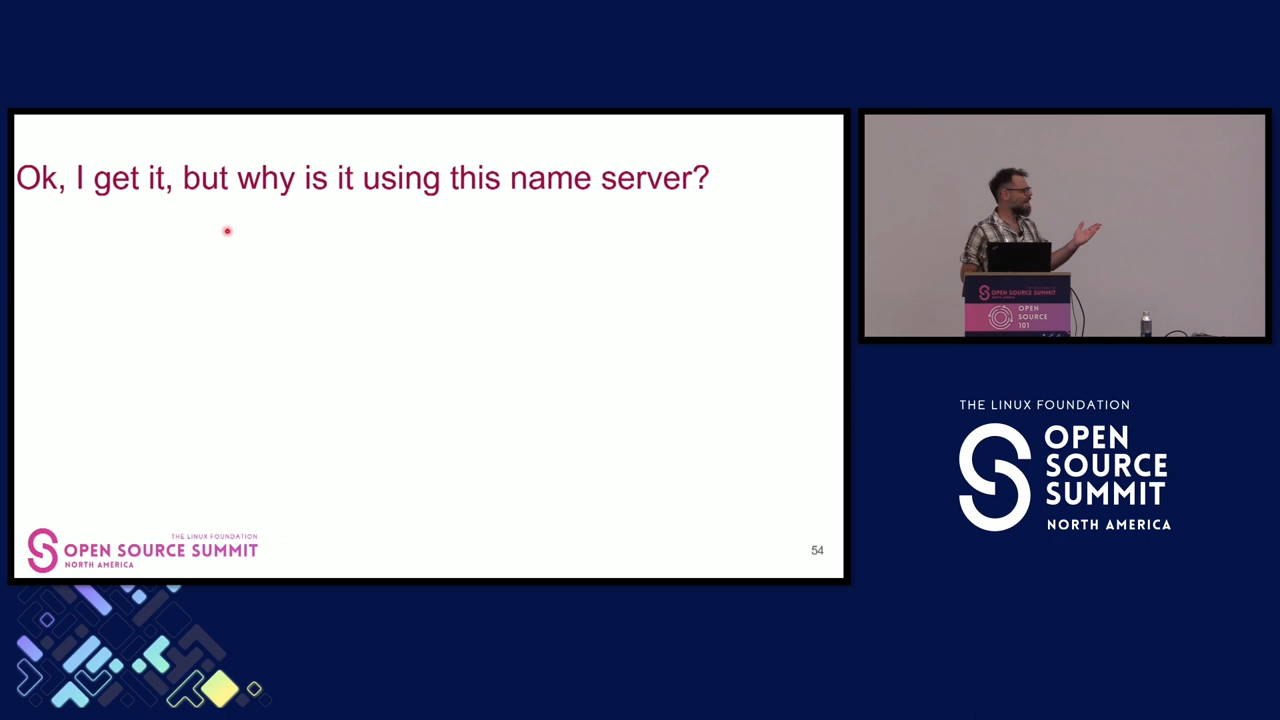 Ok, I get it, but why is it using this name server?
THE LINUX FOUNDATION
OPEN SOURCE SUMMIT
NORTH AMERICA
54
OPEN SOURCE SUMMIT
OPEN
SOURCE
101
THE LINUX FOUNDATION
OPEN
SOURCE
SUMMIT
NORTH AMERICA